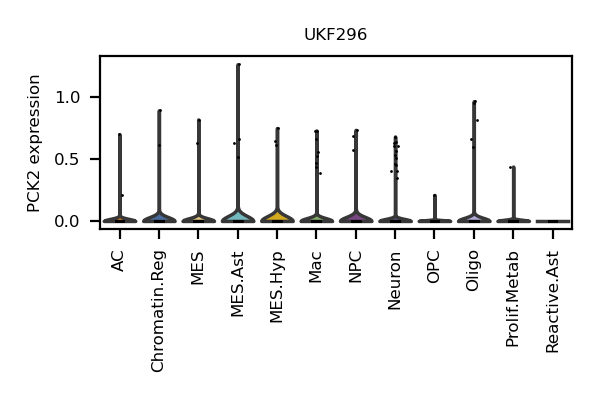 UKF296
PCK2 expression
1.0
0.5
0.0
AC
Chromatin.Reg
MES
MES.Ast
MES.Hyp
Mac
NPC
Neuron
OPC
Oligo
Prolif.Metab
Reactive.Ast